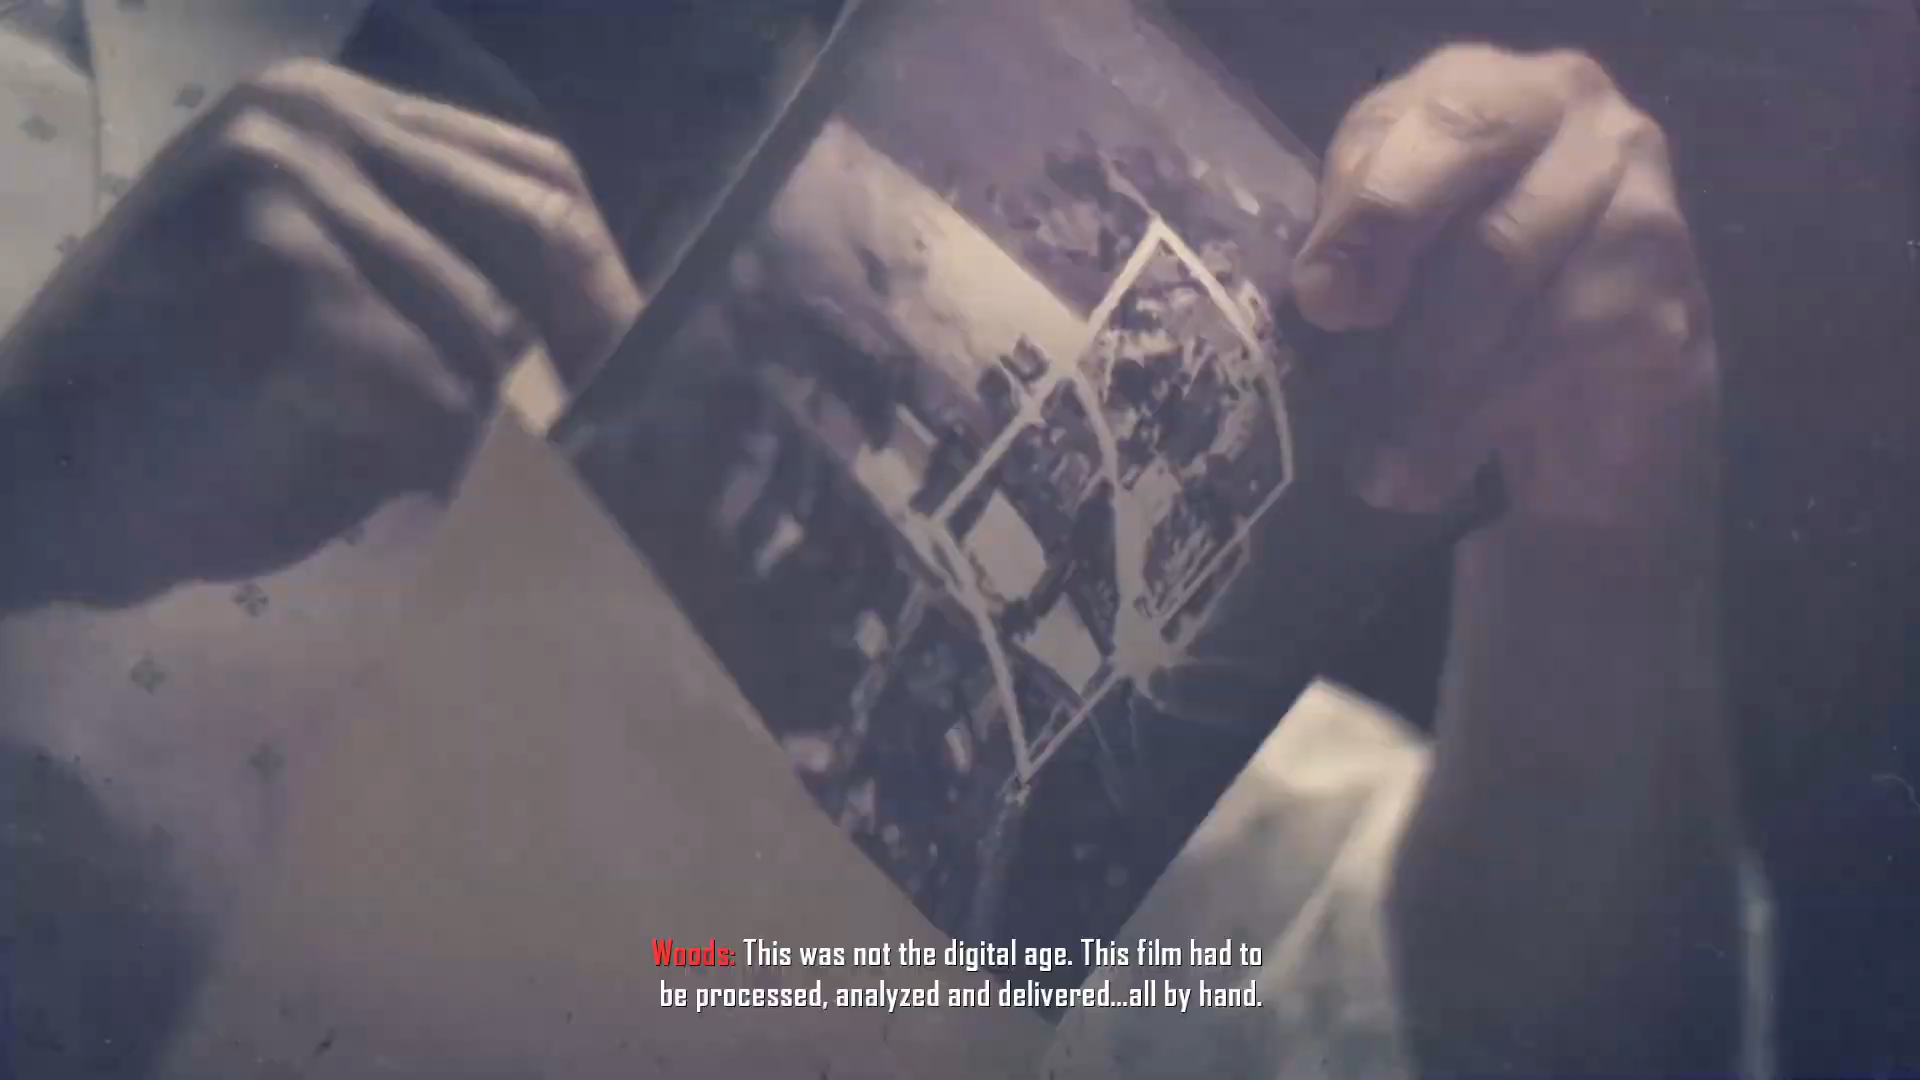 Woods: This was not the digital age. This film had to
be processed, analyzed and delivered...all by hand.